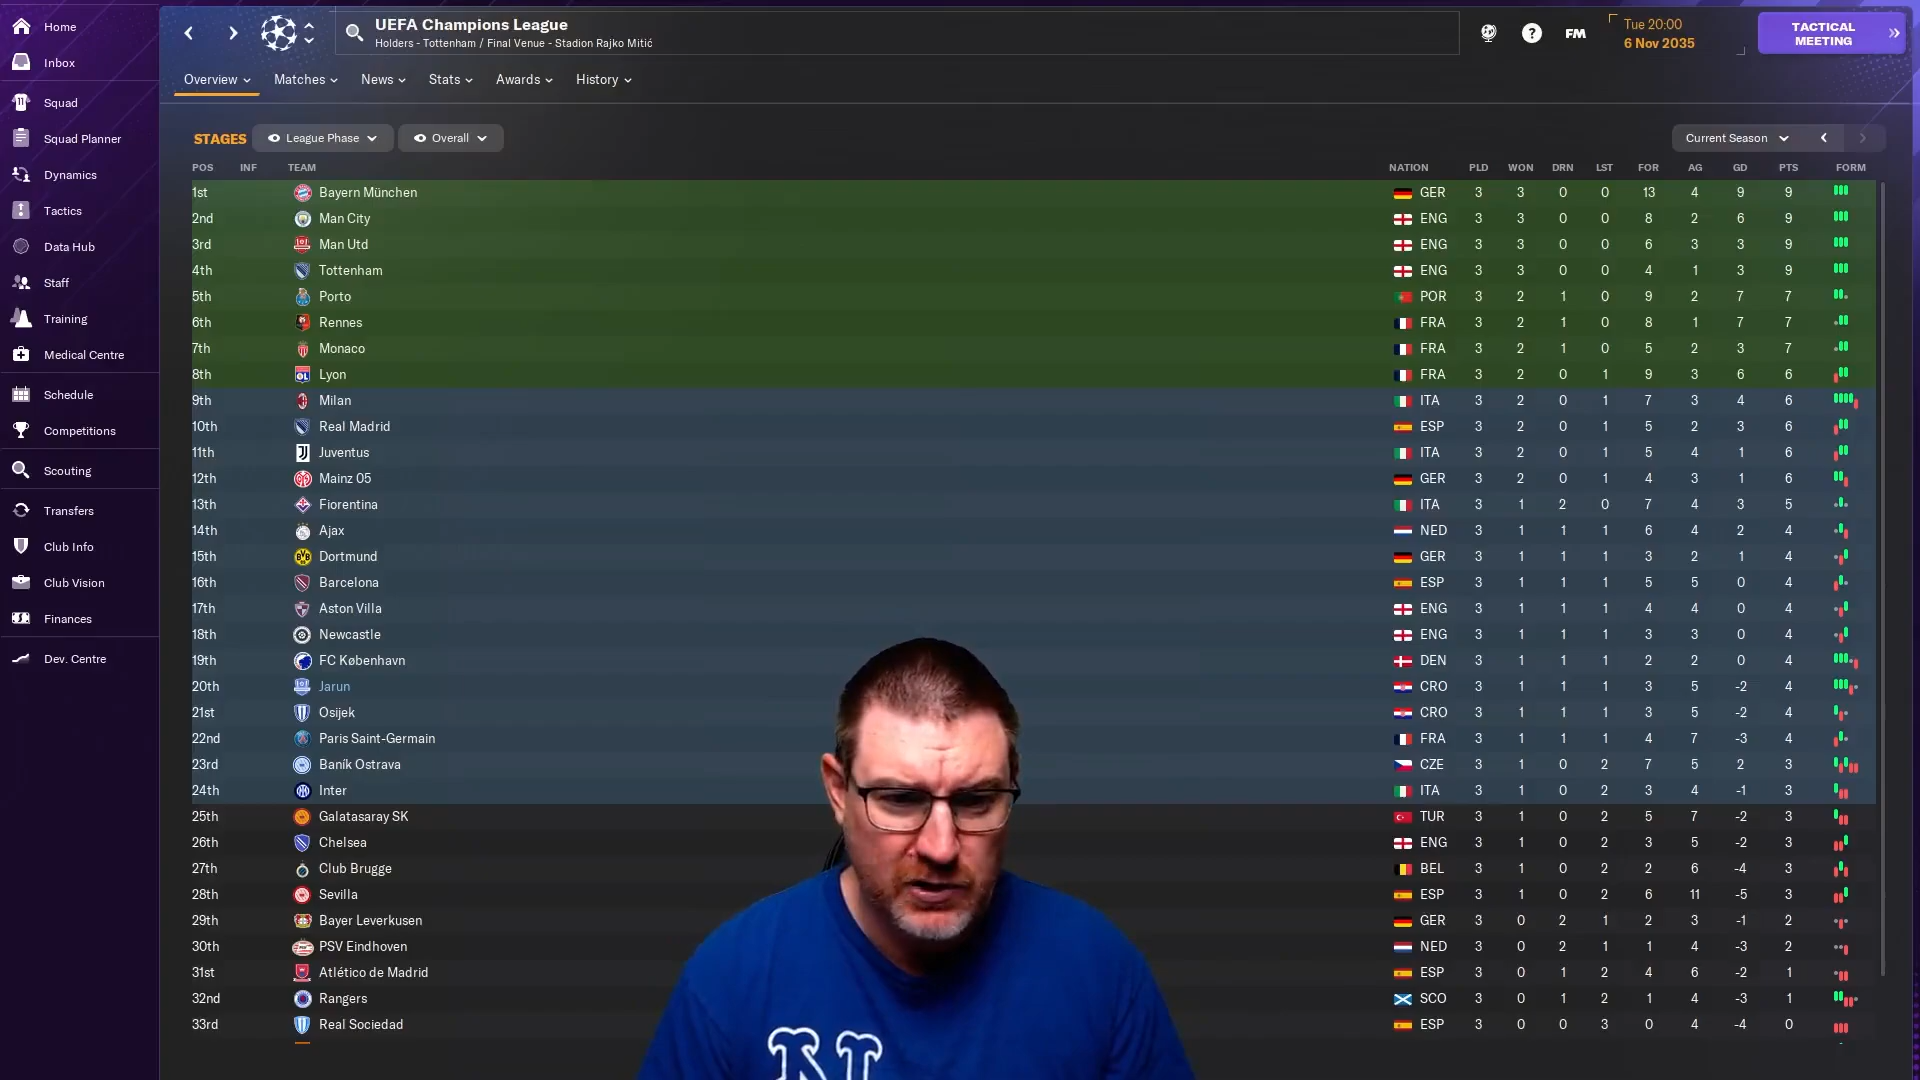 Home
Inbox
Squad
Squad Planner
Dynamics
Tactics
Data Hub
Staff
Training
Medical Centre
Schedule
Competitions
Scouting
Transfers
Club Info
Club Vision
Finances
Dev. Centre
UEFA Champions League
Holders - Tottenham / Final Venue - Stadion Rajko Mitić
FM
Tue 20:00
6 Nov 2035
TACTICAL
MEETING
Overview Matches News Stats Awards History
STAGES League Phase Overall Current Season
POS INF TEAM NATION PLD WON DRN LST FOR AG GD PTS FORM
1st Bayern München GER 3 3 0 0 13 4 9 9
2nd Man City ENG 3 3 0 0 8 2 6 9
3rd Man Utd ENG 3 3 0 0 6 3 3 9
4th Tottenham ENG 3 3 0 0 4 1 3 9
5th Porto POR 3 2 1 0 9 2 7 7
6th Rennes FRA 3 2 1 0 8 1 7 7
7th Monaco FRA 3 2 1 0 5 2 3 7
8th Lyon FRA 3 2 0 1 9 3 6 6
9th Milan ITA 3 2 0 1 7 3 4 6
10th Real Madrid ESP 3 2 0 1 5 2 3 6
11th Juventus ITA 3 2 0 1 5 4 1 6
12th Mainz 05 GER 3 2 0 1 4 3 1 6
13th Fiorentina ITA 3 1 2 0 7 4 3 5
14th Ajax NED 3 1 1 1 6 4 2 4
15th Dortmund GER 3 1 1 1 3 2 1 4
16th Barcelona ESP 3 1 1 1 5 5 0 4
17th Aston Villa ENG 3 1 1 1 4 4 0 4
18th Newcastle ENG 3 1 1 1 3 3 0 4
19th FC København DEN 3 1 1 1 2 2 0 4
20th Jarun CRO 3 1 1 1 3 5 -2 4
21st Osijek CRO 3 1 1 1 3 5 -2 4
22nd Paris Saint-Germain FRA 3 1 1 1 4 7 -3 4
23rd Baník Ostrava CZE 3 1 0 2 7 5 2 3
24th Inter ITA 3 1 0 2 3 4 -1 3
25th Galatasaray SK TUR 3 1 0 2 5 7 -2 3
26th Chelsea ENG 3 1 0 2 3 5 -2 3
27th Club Brugge BEL 3 1 0 2 2 6 -4 3
28th Sevilla ESP 3 1 0 2 6 11 -5 3
29th Bayer Leverkusen GER 3 0 2 1 2 3 -1 2
30th PSV Eindhoven NED 3 0 2 1 1 4 -3 2
31st Atlético de Madrid ESP 3 0 1 2 4 6 -2 1
32nd Rangers SCO 3 0 1 2 1 4 -3 1
33rd Real Sociedad ESP 3 0 0 3 0 4 -4 0